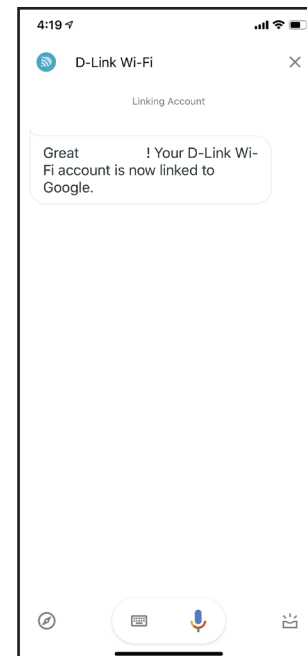 4:19
D-Link Wi-Fi
Linking Account
Great ! Your D-Link Wi-
Fi account is now linked to
Google.